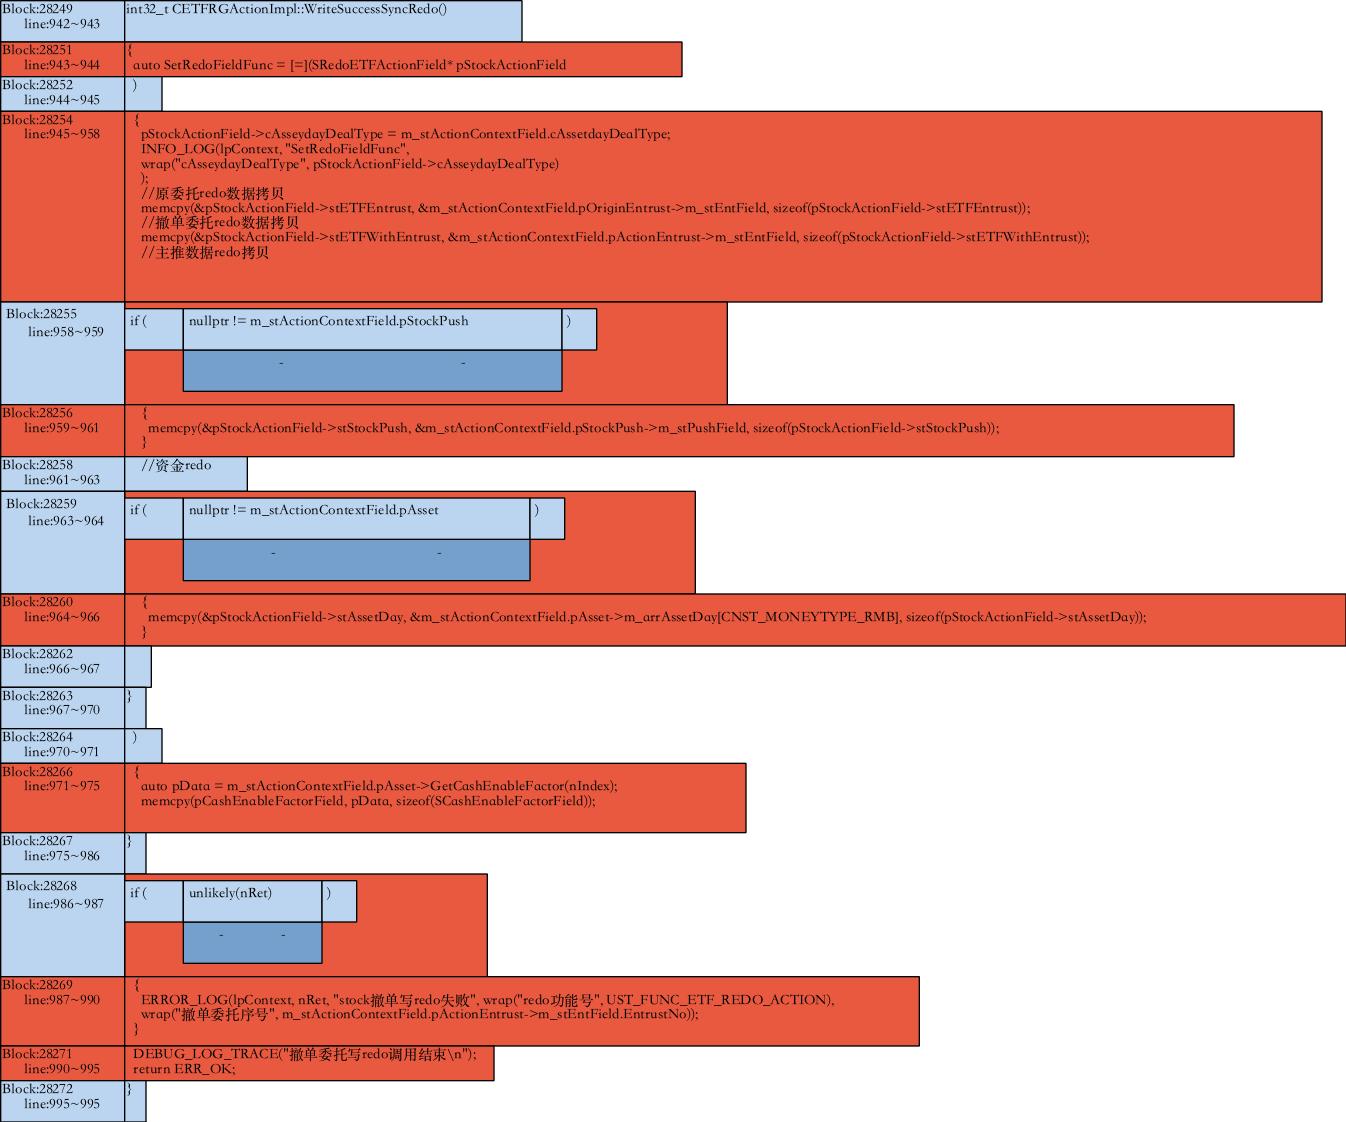 Block:28249
line:942~943
int32_t CETFRGActionImpl::WriteSuccessSyncRedo()
Block:28251
line:943~944
{
auto SetRedoFieldFunc = [=](SRedoETFActionField* pStockActionField
Block:28252
line:944~945
)
Block:28254
line:945~958
{
pStockActionField->cAsseydayDealType = m_stActionContextField.cAssetdayDealType;
INFO_LOG(lpContext, "SetRedoFieldFunc",
wrap("cAsseydayDealType", pStockActionField->cAsseydayDealType)
);
//原委托redo数据拷贝
memcpy(&pStockActionField->stETFEntrust, &m_stActionContextField.pOriginEntrust->m_stEntField, sizeof(pStockActionField->stETFEntrust));
//撤单委托redo数据拷贝
memcpy(&pStockActionField->stETFWithEntrust, &m_stActionContextField.pActionEntrust->m_stEntField, sizeof(pStockActionField->stETFWithEntrust));
//主推数据redo拷贝
Block:28255
line:958~959
if ( nullptr != m_stActionContextField.pStockPush )
- -
Block:28256
line:959~961
{
memcpy(&pStockActionField->stStockPush, &m_stActionContextField.pStockPush->m_stPushField, sizeof(pStockActionField->stStockPush));
}
Block:28258
line:961~963
//资金redo
Block:28259
line:963~964
if ( nullptr != m_stActionContextField.pAsset )
- -
Block:28260
line:964~966
{
memcpy(&pStockActionField->stAssetDay, &m_stActionContextField.pAsset->m_arrAssetDay[CNST_MONEYTYPE_RMB], sizeof(pStockActionField->stAssetDay));
}
Block:28262
line:966~967
Block:28263
line:967~970
}
Block:28264
line:970~971
)
Block:28266
line:971~975
{
auto pData = m_stActionContextField.pAsset->GetCashEnableFactor(nIndex);
memcpy(pCashEnableFactorField, pData, sizeof(SCashEnableFactorField));
Block:28267
line:975~986
}
Block:28268
line:986~987
if ( unlikely(nRet) )
- -
Block:28269
line:987~990
{
ERROR_LOG(lpContext, nRet, "stock撤单写redo失败", wrap("redo功能号", UST_FUNC_ETF_REDO_ACTION),
wrap("撤单委托序号", m_stActionContextField.pActionEntrust->m_stEntField.EntrustNo));
}
Block:28271
line:990~995
DEBUG_LOG_TRACE("撤单委托写redo调用结束\n");
return ERR_OK;
Block:28272
line:995~995
}